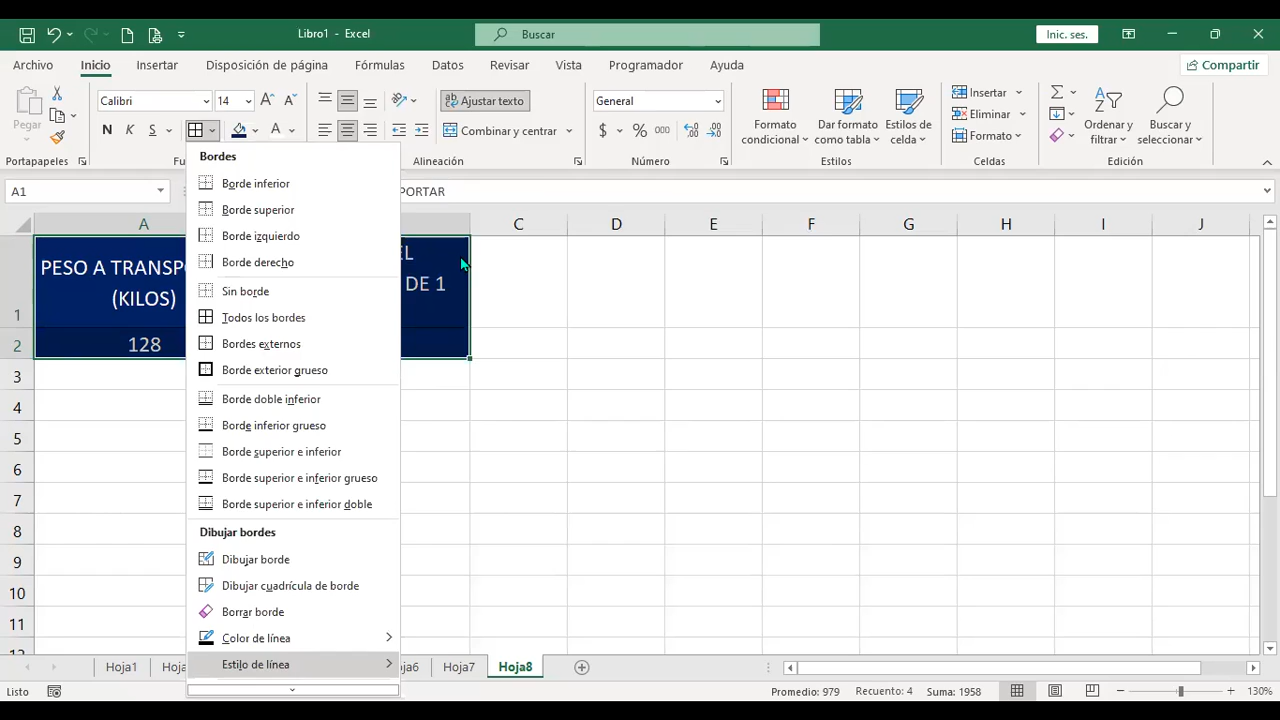 Libro1 - Excel
Buscar
Inic. ses.
Archivo
Inicio
Insertar
Disposición de página
Fórmulas
Datos
Revisar
Vista
Programador
Ayuda
Compartir
Pegar
Calibri
14
N
K
S
Ajustar texto
Combinar y centrar
General
$ % 000
Formato condicional
Dar formato como tabla
Estilos de celda
Insertar
Eliminar
Formato
Ordenar y filtrar
Buscar y seleccionar
Portapapeles
Fu
Alineación
Número
Estilos
Celdas
Edición
A1
PORTAR
A
C
D
E
F
G
H
I
J
1
2
3
4
5
6
7
8
9
10
11
12
PESO A TRANSPO
(KILOS)
EL
DE 1
128
Bordes
Borde inferior
Borde superior
Borde izquierdo
Borde derecho
Sin borde
Todos los bordes
Bordes externos
Borde exterior grueso
Borde doble inferior
Borde inferior grueso
Borde superior e inferior
Borde superior e inferior grueso
Borde superior e inferior doble
Dibujar bordes
Dibujar borde
Dibujar cuadrícula de borde
Borrar borde
Color de línea
Estilo de línea
Hoja1
Hoja
oja6
Hoja7
Hoja8
Listo
Promedio: 979
Recuento: 4
Suma: 1958
130%